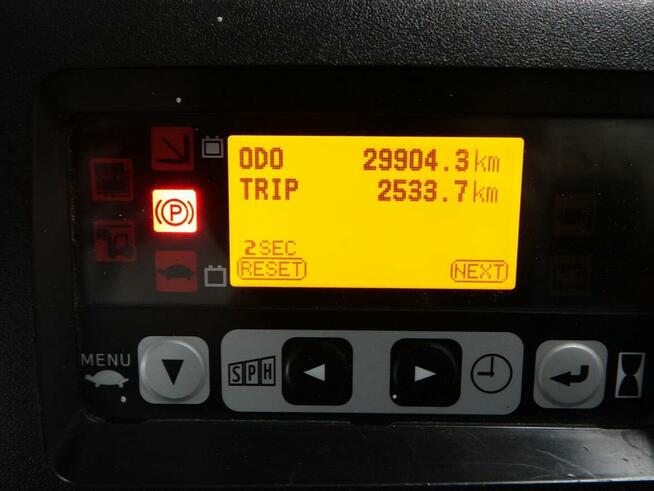 ODO 29904.3 km
TRIP 2533.7 km
(P)
2SEC
RESET NEXT
MENU
SPH